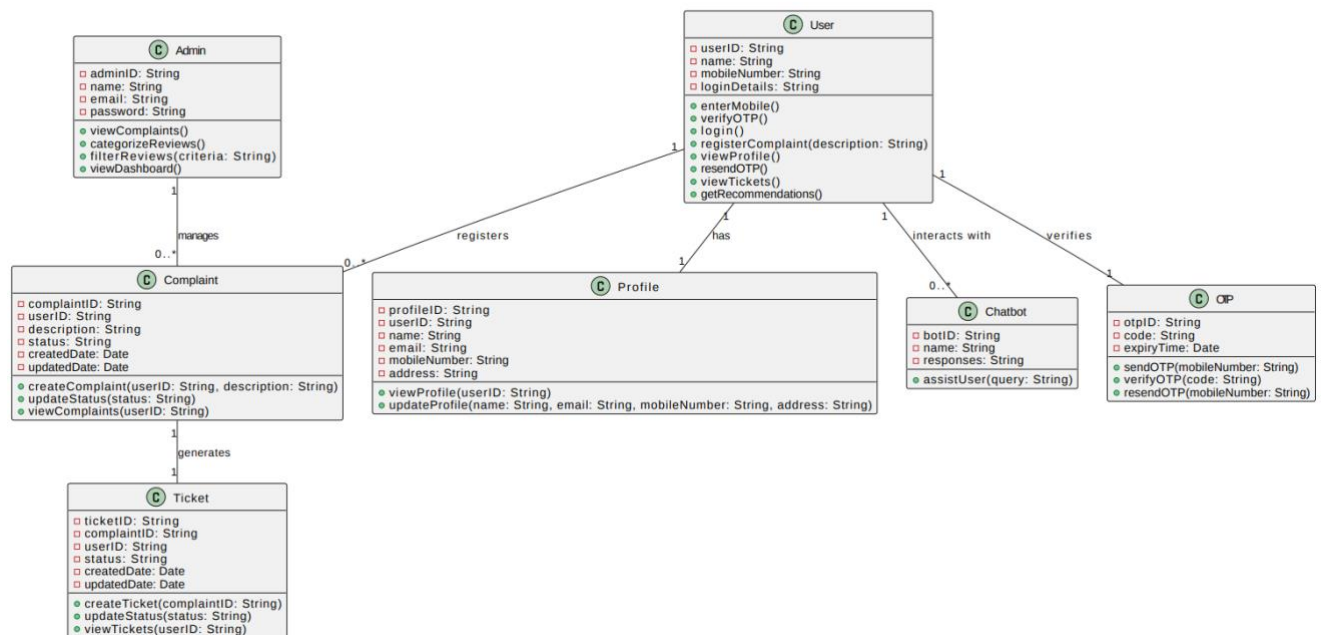 C Admin
adminID: String
name: String
email: String
password: String
viewComplaints()
categorizeReviews()
filterReviews(criteria: String)
viewDashboard()
C User
userID: String
name: String
mobileNumber: String
loginDetails: String
enterMobile()
verifyOTP()
login()
registerComplaint(description: String)
viewProfile()
resendOTP()
viewTickets()
getRecommendations()
1
manages
0..*
1
registers
0..*
1
has
1
1
interacts with
0..*
1
verifies
1
C Complaint
complaintID: String
userID: String
description: String
status: String
createdDate: Date
updatedDate: Date
createComplaint(userID: String, description: String)
updateStatus(status: String)
viewComplaints(userID: String)
C Profile
profileID: String
userID: String
name: String
email: String
mobileNumber: String
address: String
viewProfile(userID: String)
updateProfile(name: String, email: String, mobileNumber: String, address: String)
C Chatbot
botID: String
name: String
responses: String
assistUser(query: String)
C OTP
otpID: String
code: String
expiryTime: Date
sendOTP(mobileNumber: String)
verifyOTP(code: String)
resendOTP(mobileNumber: String)
1
generates
1
C Ticket
ticketID: String
complaintID: String
userID: String
status: String
createdDate: Date
updatedDate: Date
createTicket(complaintID: String)
updateStatus(status: String)
viewTickets(userID: String)